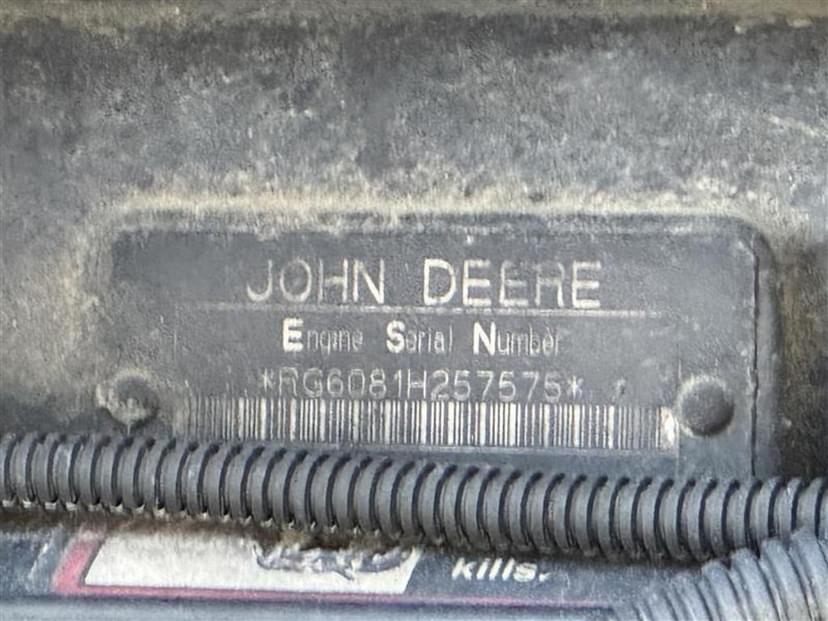 JOHN DEERE
Engine Serial Number
*RG6081H257575*
kills.